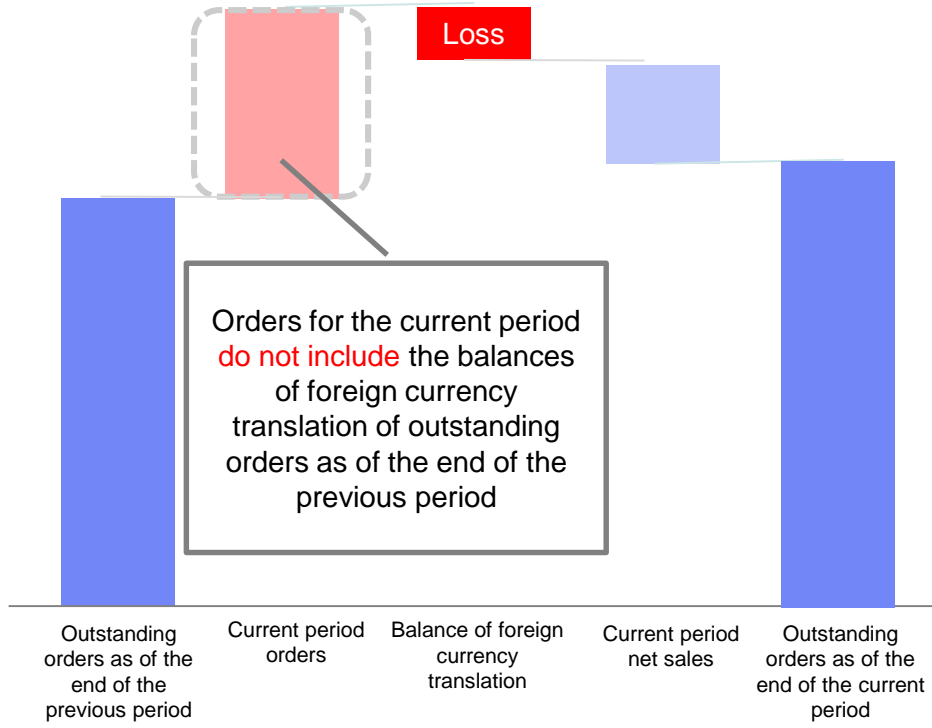 Loss
Orders for the current period
do not include the balances
of foreign currency
translation of outstanding
orders as of the end of the
previous period
Outstanding
orders as of the
end of the
previous period
Current period
orders
Balance of foreign
currency
translation
Current period
net sales
Outstanding
orders as of the
end of the current
period